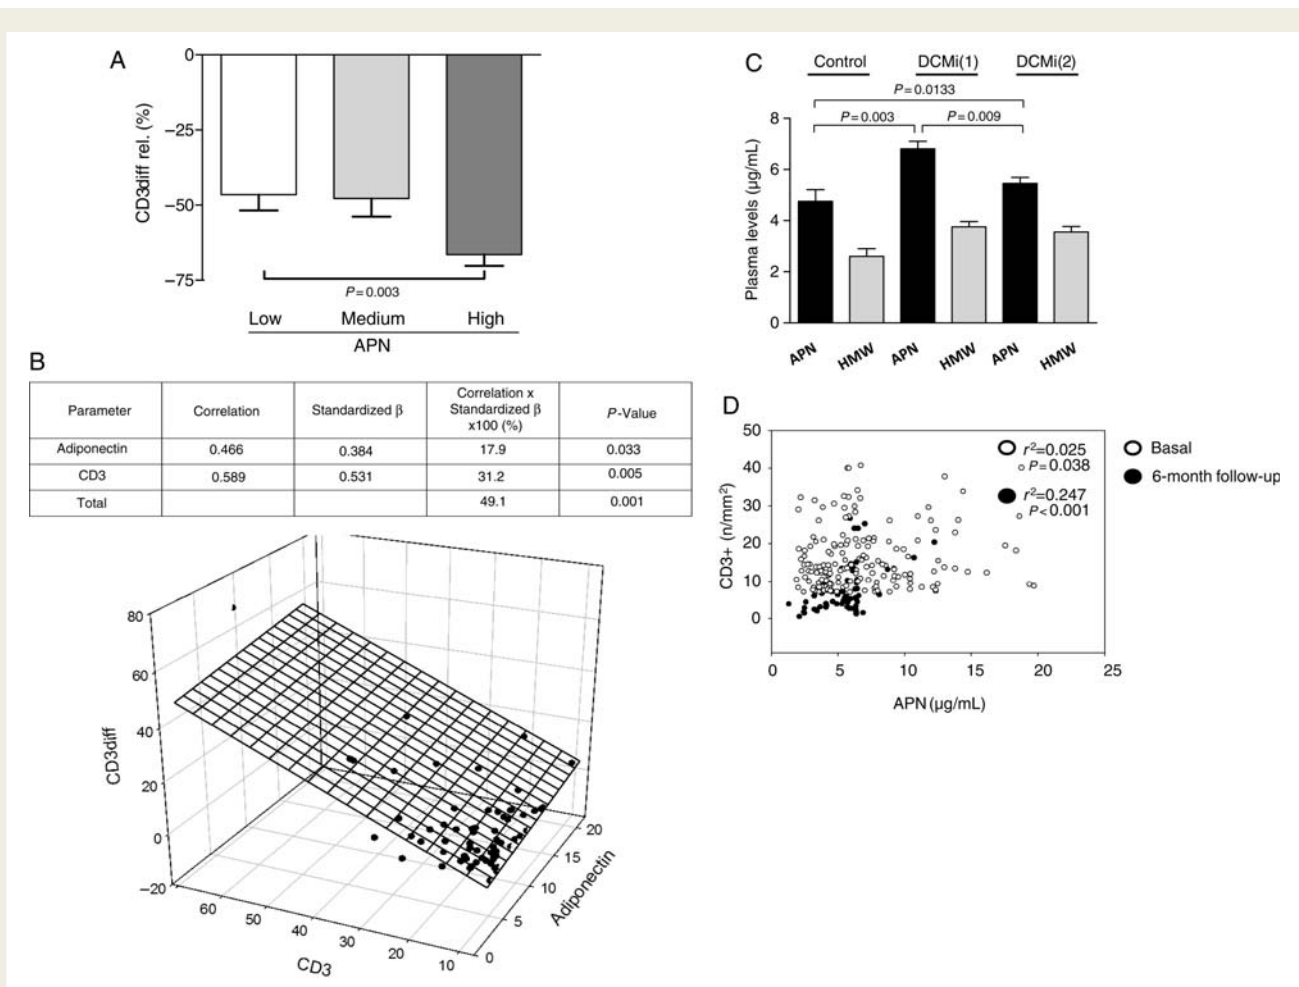 A
0
−25
−50
−75
CD3diff rel. (%)
P=0.003
Low Medium High
APN
B
Parameter Correlation Standardized β Correlation x Standardized β x100 (%) P-Value
Adiponectin 0.466 0.384 17.9 0.033
CD3 0.589 0.531 31.2 0.005
Total 49.1 0.001
80
60
40
20
0
−20
CD3diff
60 50 40 30 20 10
CD3
0 5 10 15 20
Adiponectin
C
Control DCMi(1) DCMi(2)
P=0.0133
P=0.003 P=0.009
8
6
4
2
0
Plasma levels (µg/mL)
APN HMW APN HMW APN HMW
D
50
40
30
20
10
0
CD3+ (n/mm²)
r²=0.025
P=0.038
r²=0.247
P<0.001
Basal
6-month follow-up
0 5 10 15 20 25
APN (µg/mL)